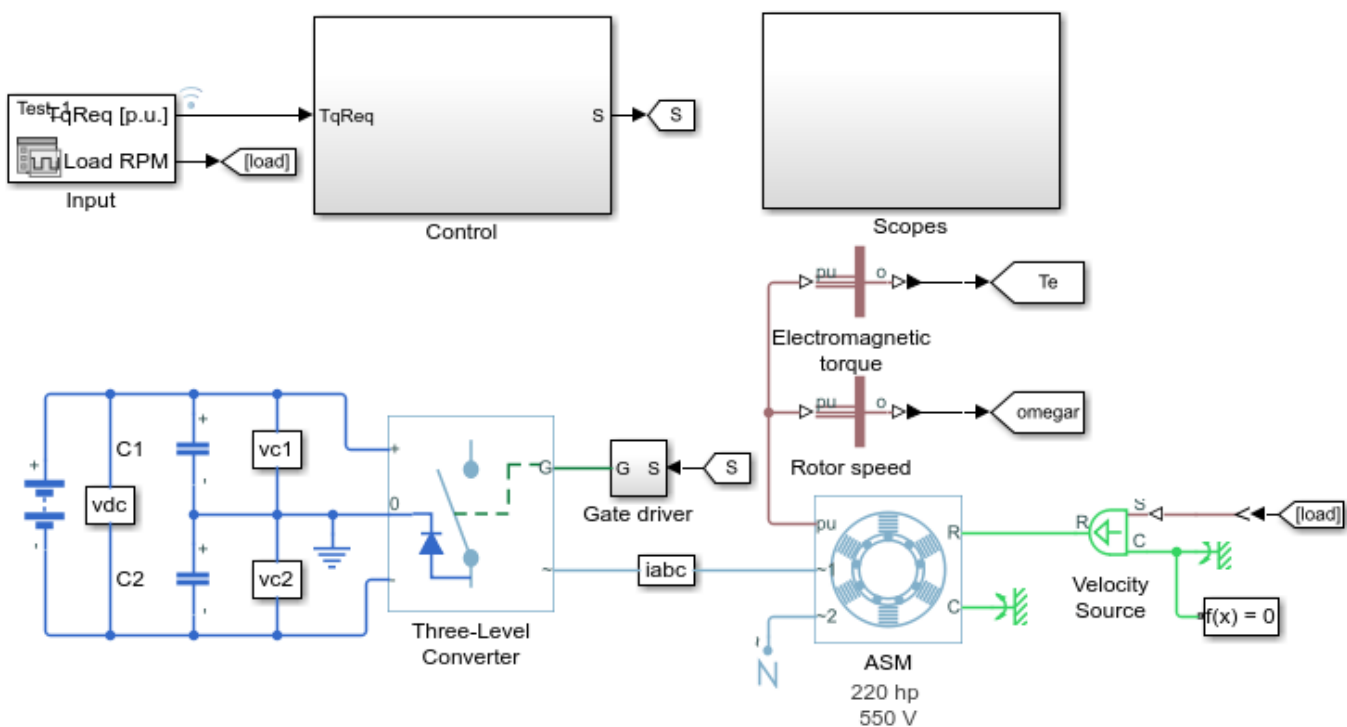 Test_1
TqReq [p.u.]
Load RPM
Input
[load]
TqReq
S
Control
S
Scopes
pu
o
Te
Electromagnetic
torque
pu
o
omegar
Rotor speed
+
C1
+
-
vc1
vdc
-
C2
+
-
vc2
+
0
-
G
~
Three-Level
Converter
G
S
Gate driver
S
iabc
pu
~1
~2
R
C
~
N
ASM
220 hp
550 V
R
S
C
Velocity
Source
[load]
f(x) = 0